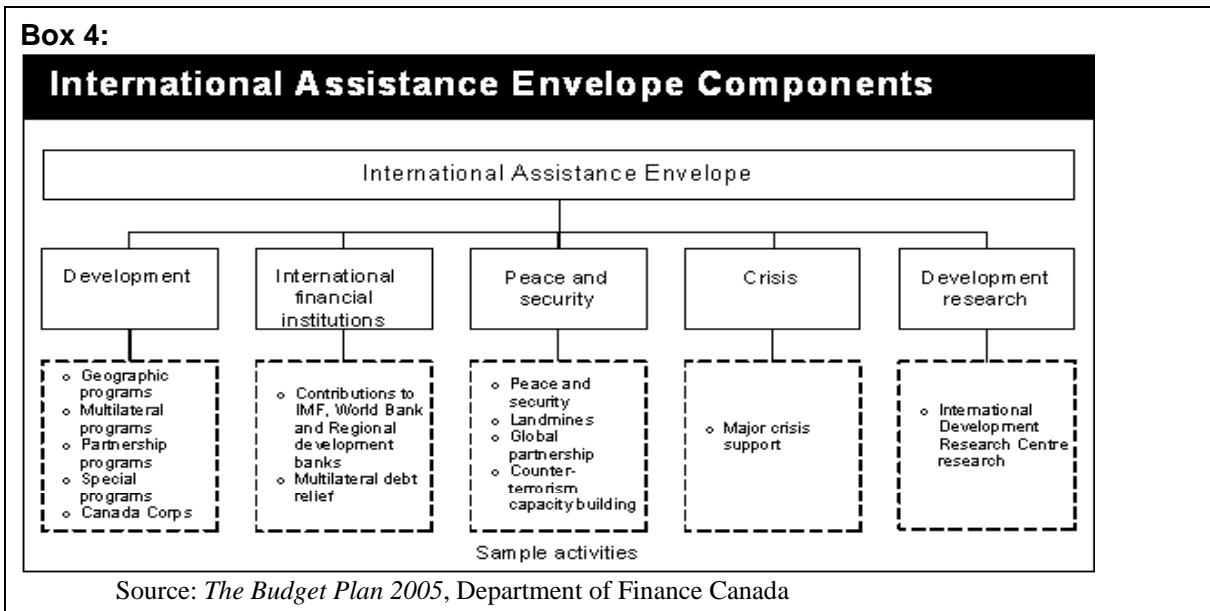 Box 4:
International Assistance Envelope Components
International Assistance Envelope
Development
International
financial
institutions
Peace and
security
Crisis
Development
research
o Geographic
programs
o Multilateral
programs
o Partnership
programs
o Special
programs
o Canada Corps
o Contributions to
IMF, World Bank
and Regional
development
banks
o Multilateral debt
relief
o Peace and
security
o Landmines
o Global
partnership
o Counter-
terrorism
capacity building
o Major crisis
support
o International
Development
Research Centre
research
Sample activities
Source: The Budget Plan 2005, Department of Finance Canada